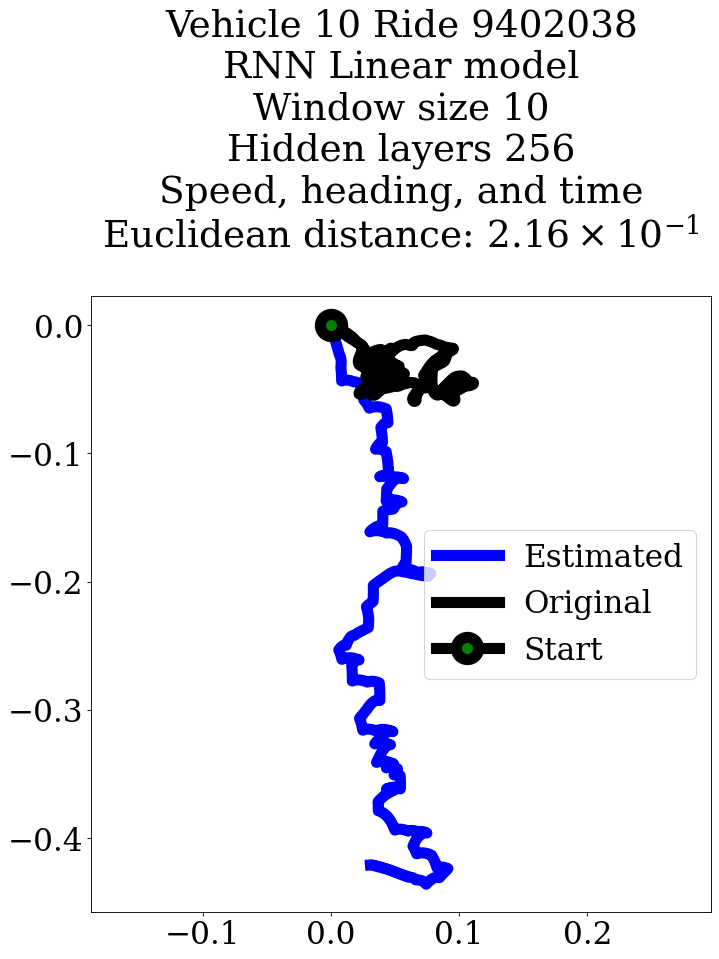 Vehicle 10 Ride 9402038
RNN Linear model
Window size 10
Hidden layers 256
Speed, heading, and time
Euclidean distance: 2.16 × 10⁻¹
0.0
−0.1
−0.2
−0.3
−0.4
Estimated
Original
Start
−0.1 0.0 0.1 0.2